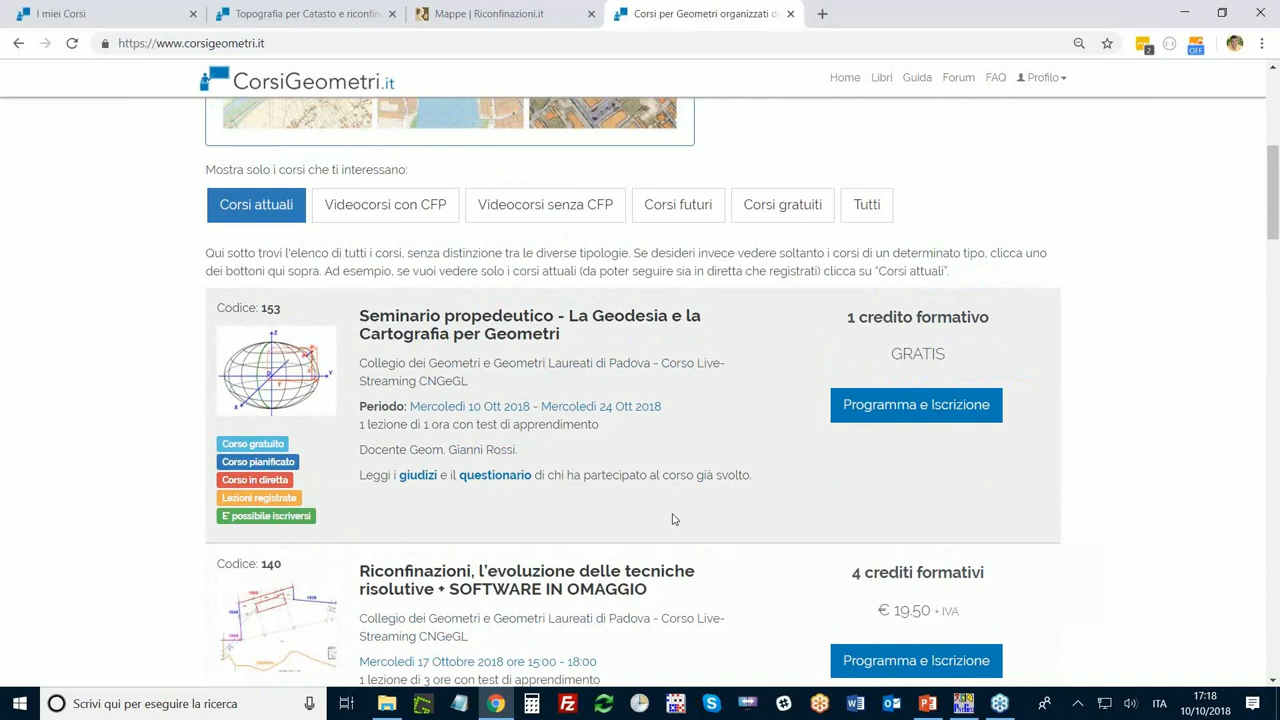 I miei Corsi
Topografia per Catasto e riconfin
Mappe | Riconfinazioni.it
Corsi per Geometri organizzati d
https://www.corsigeometri.it
2
OFF
CorsiGeometri.it
Home Libri Guida Forum FAQ Profilo
Mostra solo i corsi che ti interessano:
Corsi attuali
Videocorsi con CFP
Videocorsi senza CFP
Corsi futuri
Corsi gratuiti
Tutti
Qui sotto trovi l'elenco di tutti i corsi, senza distinzione tra le diverse tipologie. Se desideri invece vedere soltanto i corsi di un determinato tipo, clicca uno
dei bottoni qui sopra. Ad esempio, se vuoi vedere solo i corsi attuali (da poter seguire sia in diretta che registrati) clicca su "Corsi attuali".
Codice: 153
Corso gratuito
Corso pianificato
Corso in diretta
Lezioni registrate
E' possibile iscriversi
Seminario propedeutico - La Geodesia e la
Cartografia per Geometri
Collegio dei Geometri e Geometri Laureati di Padova - Corso Live-
Streaming CNGeGL
Periodo: Mercoledì 10 Ott 2018 - Mercoledì 24 Ott 2018
1 lezione di 1 ora con test di apprendimento
Docente Geom. Gianni Rossi.
Leggi i giudizi e il questionario di chi ha partecipato al corso già svolto.
1 credito formativo
GRATIS
Programma e Iscrizione
Codice: 140
Riconfinazioni, l'evoluzione delle tecniche
risolutive + SOFTWARE IN OMAGGIO
Collegio dei Geometri e Geometri Laureati di Padova - Corso Live-
Streaming CNGeGL
Mercoledì 17 Ottobre 2018 ore 15:00 - 18:00
1 lezione di 3 ore con test di apprendimento
4 crediti formativi
€ 19,50 + IVA
Programma e Iscrizione
Scrivi qui per eseguire la ricerca
ITA
17:18
10/10/2018